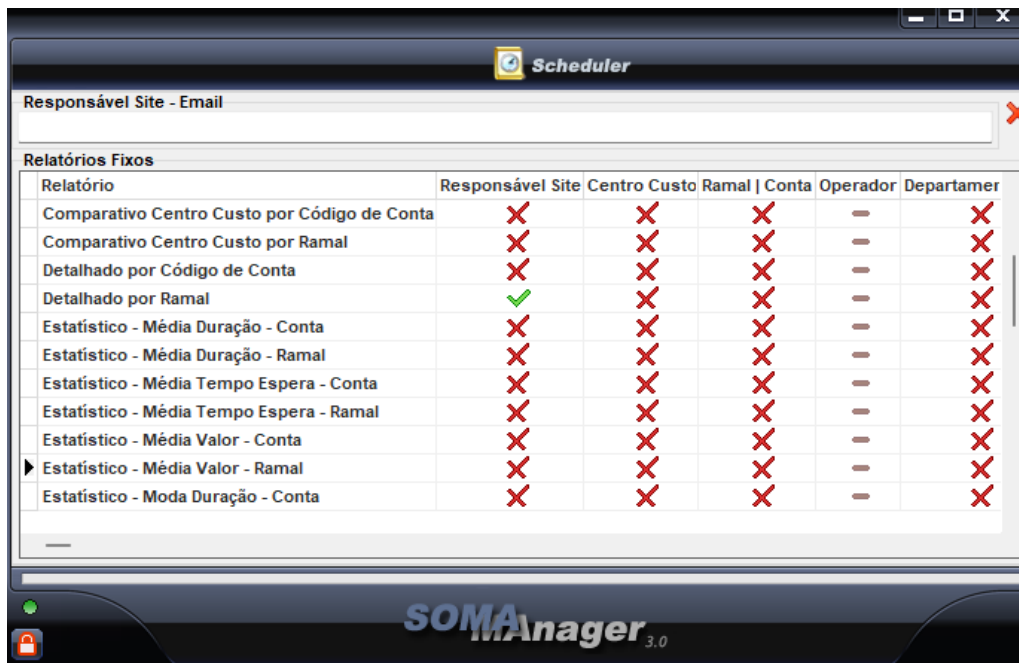 Scheduler
Responsável Site - Email
Relatórios Fixos
Relatório Responsável Site Centro Custo Ramal | Conta Operador Departamen
Comparativo Centro Custo por Código de Conta
Comparativo Centro Custo por Ramal
Detalhado por Código de Conta
Detalhado por Ramal
Estatístico - Média Duração - Conta
Estatístico - Média Duração - Ramal
Estatístico - Média Tempo Espera - Conta
Estatístico - Média Tempo Espera - Ramal
Estatístico - Média Valor - Conta
Estatístico - Média Valor - Ramal
Estatístico - Moda Duração - Conta
SOMA MAnager 3.0